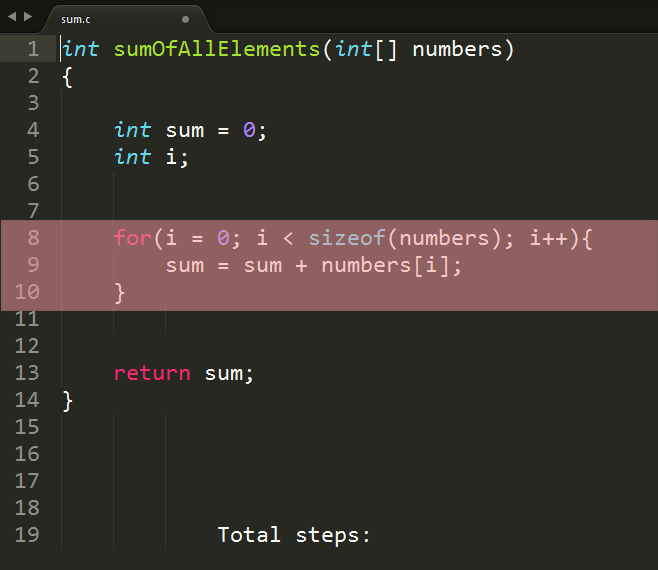 sum.c
1 int sumOfAllElements(int[] numbers)
2 {
3
4 int sum = 0;
5 int i;
6
7
8 for(i = 0; i < sizeof(numbers); i++){
9 sum = sum + numbers[i];
10 }
11
12
13 return sum;
14 }
15
16
17
18
19 Total steps: